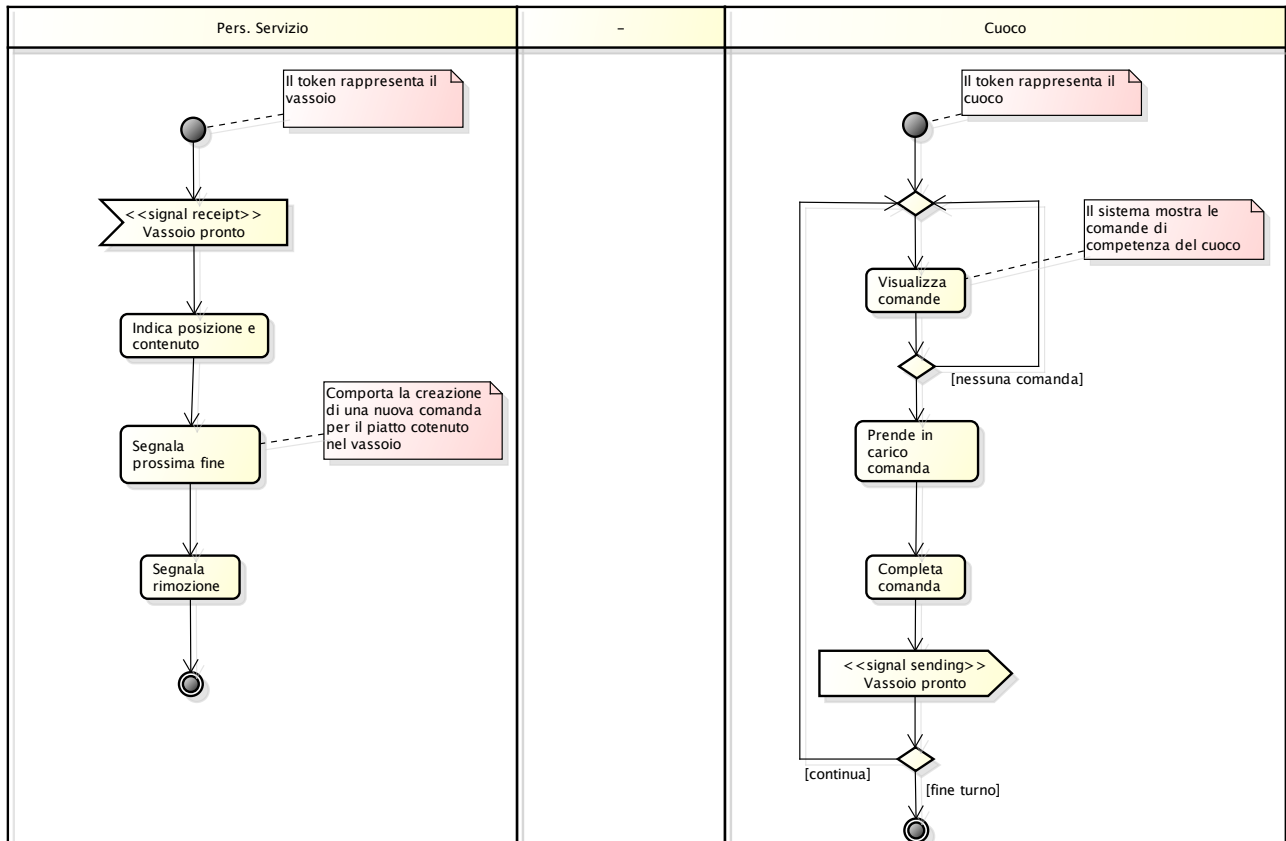 Pers. Servizio
-
Cuoco
Il token rappresenta il
vassoio
<<signal receipt>>
Vassoio pronto
Indica posizione e
contenuto
Segnala
prossima fine
Comporta la creazione
di una nuova comanda
per il piatto cotenuto
nel vassoio
Segnala
rimozione
Il token rappresenta il
cuoco
Il sistema mostra le
comande di
competenza del cuoco
Visualizza
comande
[nessuna comanda]
Prende in
carico
comanda
Completa
comanda
<<signal sending>>
Vassoio pronto
[continua]
[fine turno]